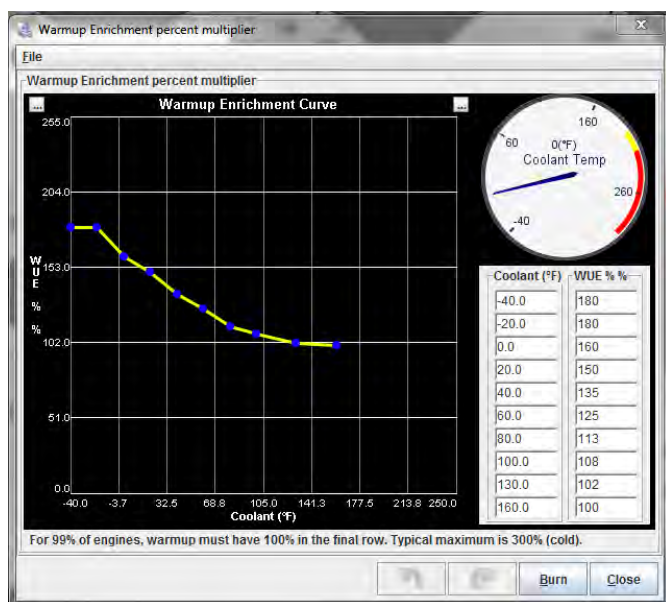 Warmup Enrichment percent multiplier
File
Warmup Enrichment percent multiplier
... Warmup Enrichment Curve ...
255.0
204.0
153.0
102.0
51.0
0.0
WUE % %
-40.0 -3.7 32.5 68.8 105.0 141.3 177.5 213.8 250.0
Coolant (°F)
160
60
0(°F)
Coolant Temp
260
-40
Coolant (°F) WUE % %
-40.0 180
-20.0 180
0.0 160
20.0 150
40.0 135
60.0 125
80.0 113
100.0 108
130.0 102
160.0 100
For 99% of engines, warmup must have 100% in the final row. Typical maximum is 300% (cold).
Burn Close